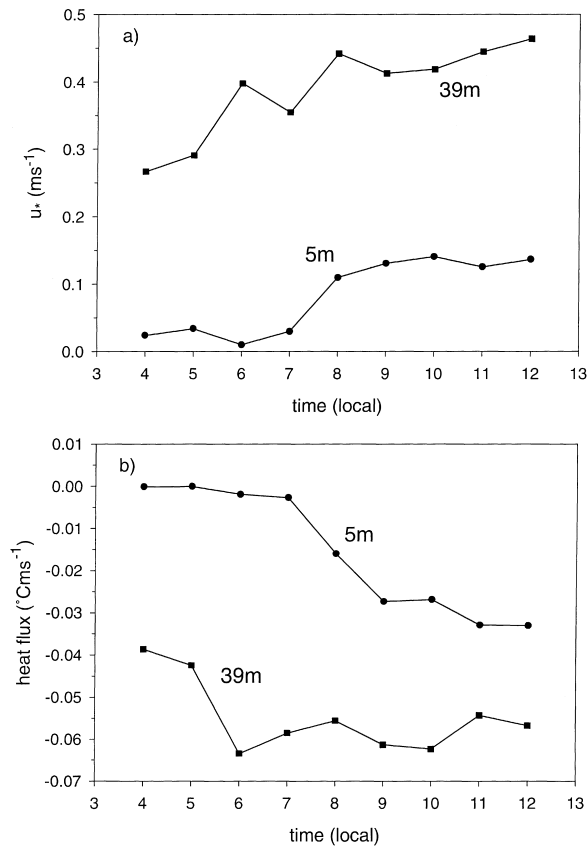 a)
0.5
0.4
0.3
0.2
0.1
0.0
u* (ms-1)
39m
5m
3 4 5 6 7 8 9 10 11 12 13
time (local)
b)
0.01
0.00
-0.01
-0.02
-0.03
-0.04
-0.05
-0.06
-0.07
heat flux (°Cms-1)
5m
39m
3 4 5 6 7 8 9 10 11 12 13
time (local)